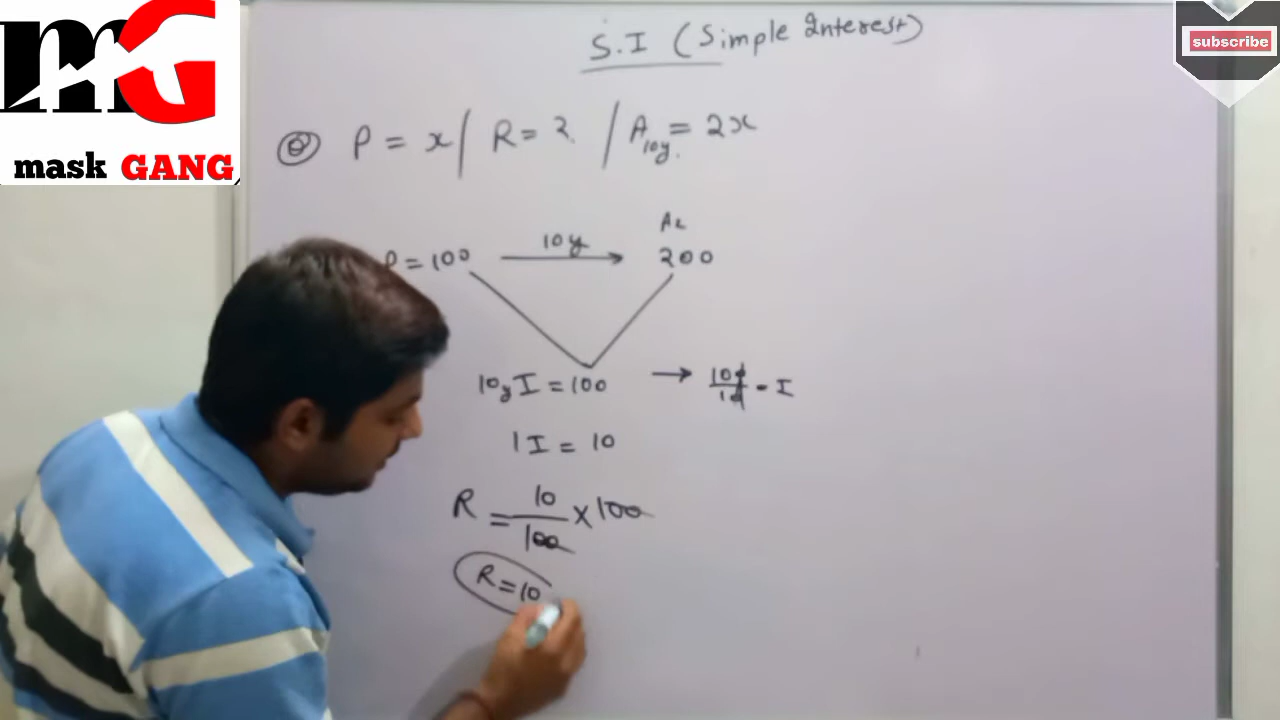 mG
mask GANG
subscribe
S.I (Simple Interest)
Q P = x / R = ? / A10y = 2x
P = 100 10y 200
10y I = 100 → 100/10 = I
1 I = 10
R = 10/100 × 100
R = 10